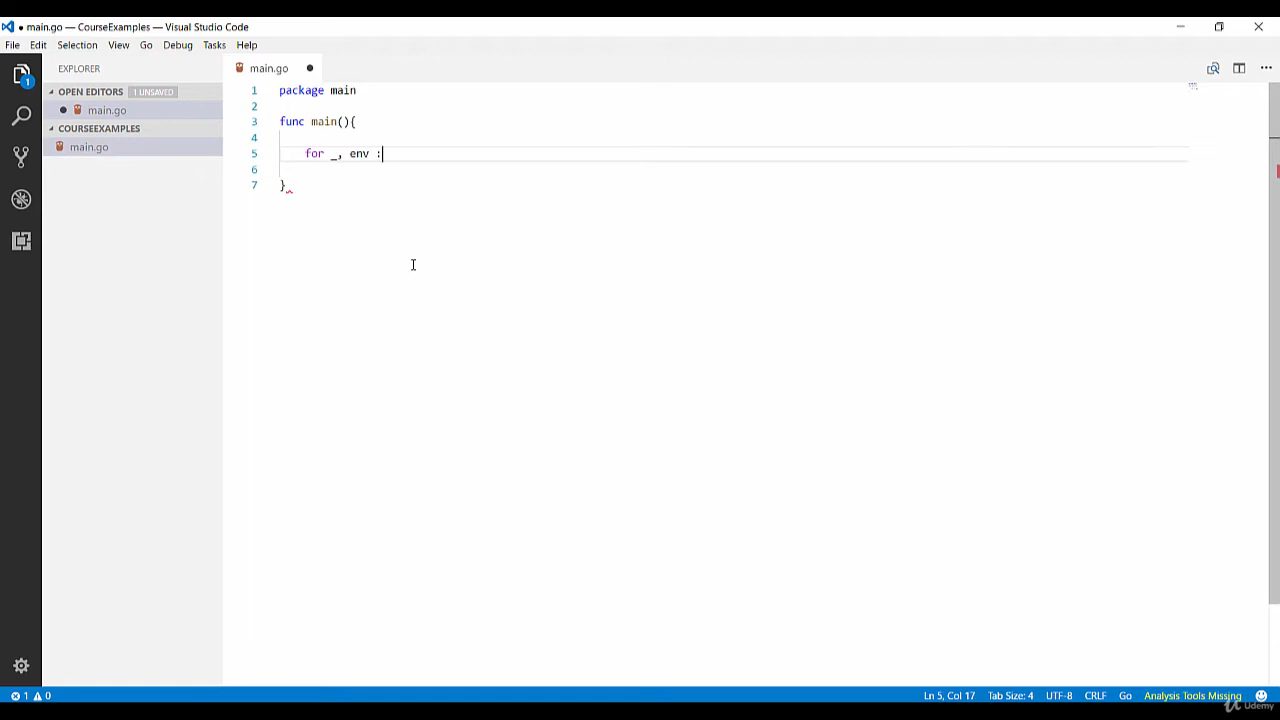 ● main.go — CourseExamples — Visual Studio Code
File Edit Selection View Go Debug Tasks Help
EXPLORER
OPEN EDITORS 1 UNSAVED
main.go
COURSEEXAMPLES
main.go
1
main.go
1 package main
2
3 func main(){
4
5 for _, env :
6
7 }
1 0
Ln 5, Col 17 Tab Size: 4 UTF-8 CRLF Go Analysis Tools Missing
Udemy